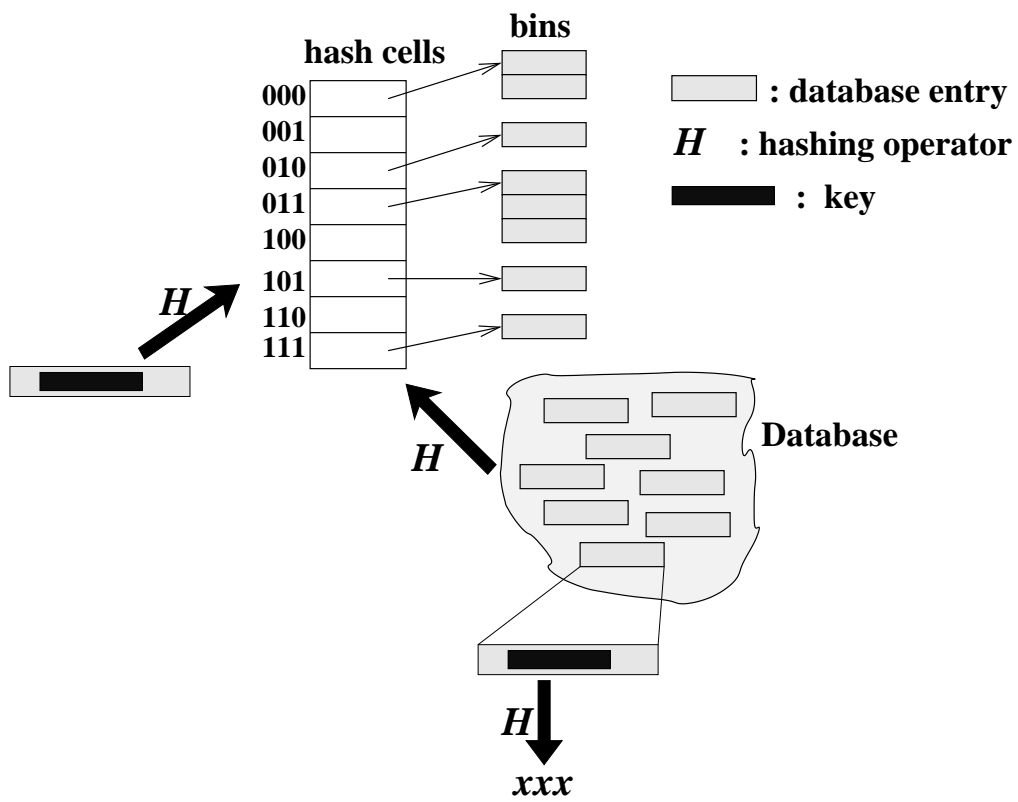 bins
hash cells
000
001
010
011
100
101
110
111
: database entry
H : hashing operator
: key
H
H
Database
H
xxx